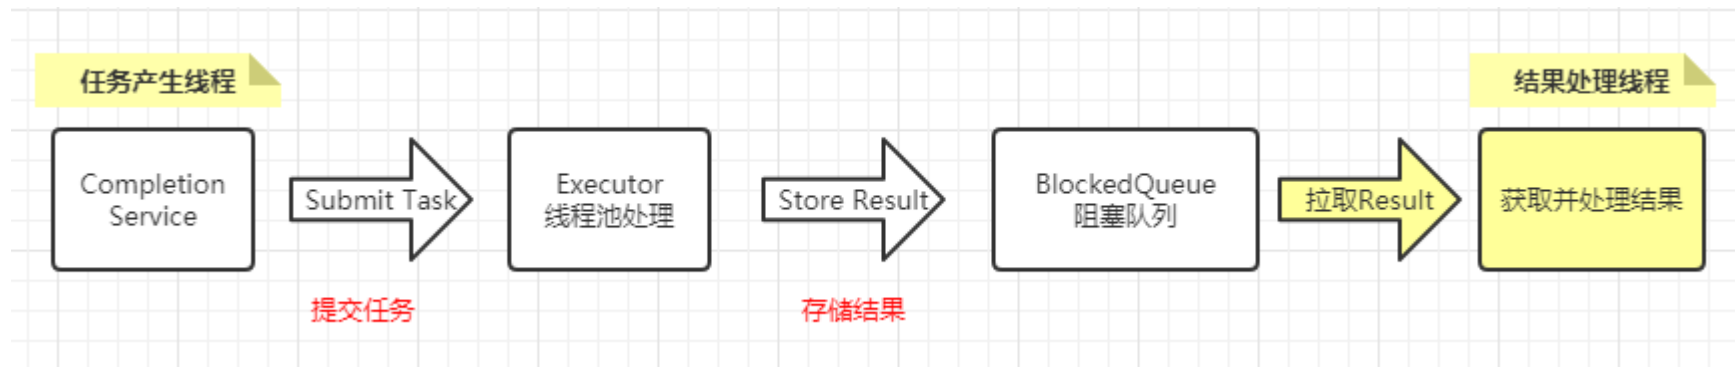 任务产生线程
结果处理线程
Completion
Service
Submit Task
Executor
线程池处理
Store Result
BlockedQueue
阻塞队列
拉取Result
获取并处理结果
提交任务
存储结果